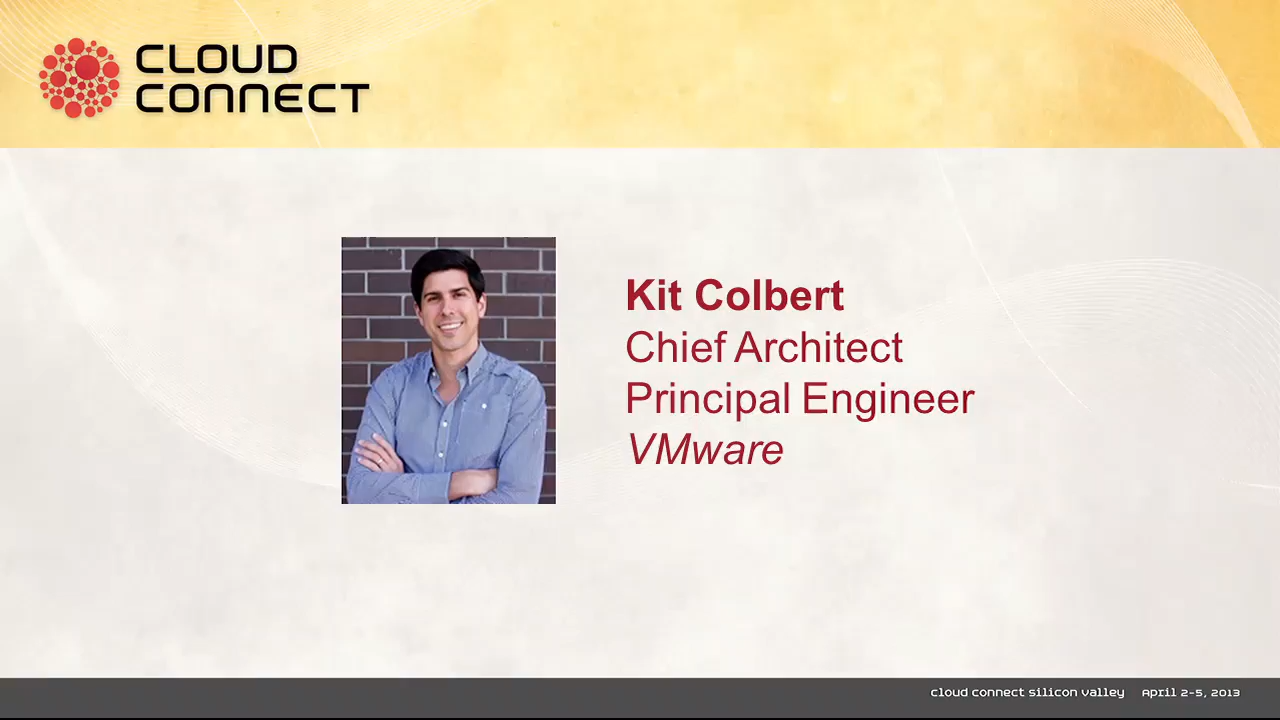 CLOUD
CONNECT
Kit Colbert
Chief Architect
Principal Engineer
VMware
cloud connect silicon valley April 2-5, 2013